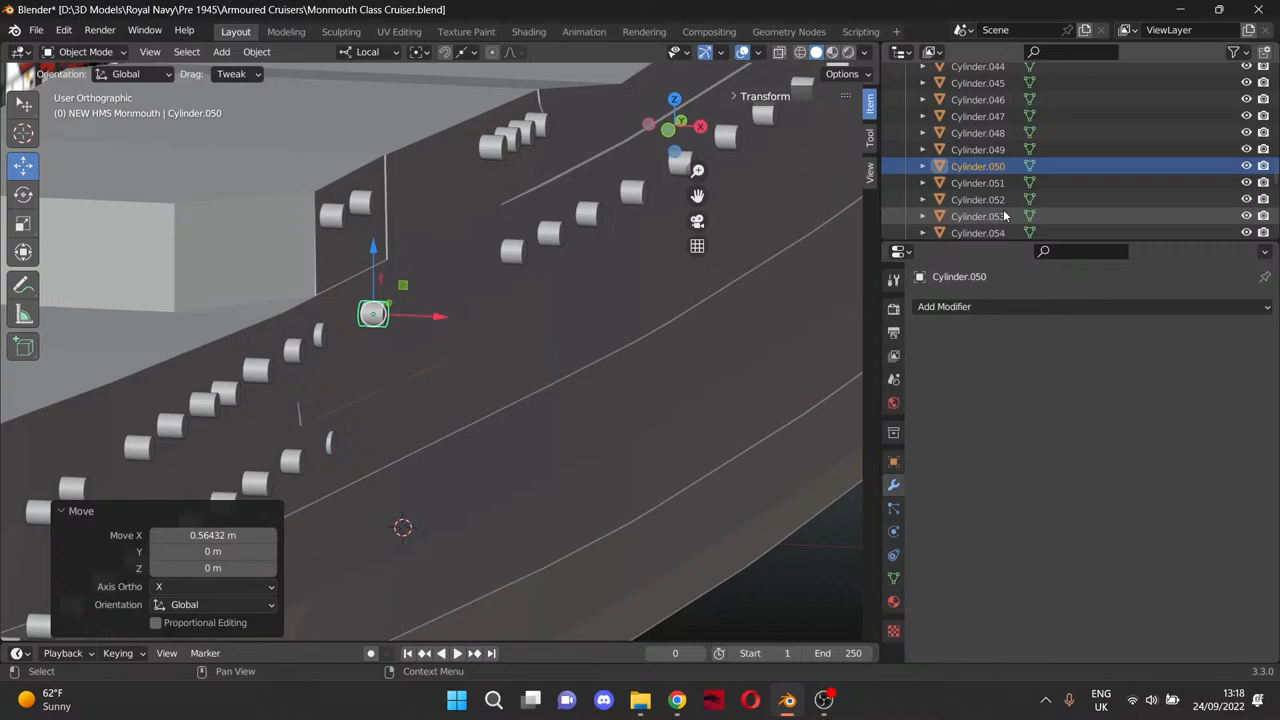 Blender* [D:\3D Models\Royal Navy\Pre 1945\Armoured Cruisers\Monmouth Class Cruiser.blend]
File Edit Render Window Help Layout Modeling Sculpting UV Editing Texture Paint Shading Animation Rendering Compositing Geometry Nodes Scripting Scene ViewLayer
Object Mode View Select Add Object Local
Orientation: Global Drag: Tweak Options
User Orthographic
(0) NEW HMS Monmouth | Cylinder.050
Transform
Z
Y
X
Item
Tool
View
Move
Move X 0.56432 m
Y 0 m
Z 0 m
Axis Ortho X
Orientation Global
Proportional Editing
Cylinder.044
Cylinder.045
Cylinder.046
Cylinder.047
Cylinder.048
Cylinder.049
Cylinder.050
Cylinder.051
Cylinder.052
Cylinder.053
Cylinder.054
Cylinder.050
Add Modifier
Playback Keying View Marker 0 Start 1 End 250
Select Pan View Context Menu 3.3.0
62°F
Sunny
ENG
UK
13:18
24/09/2022